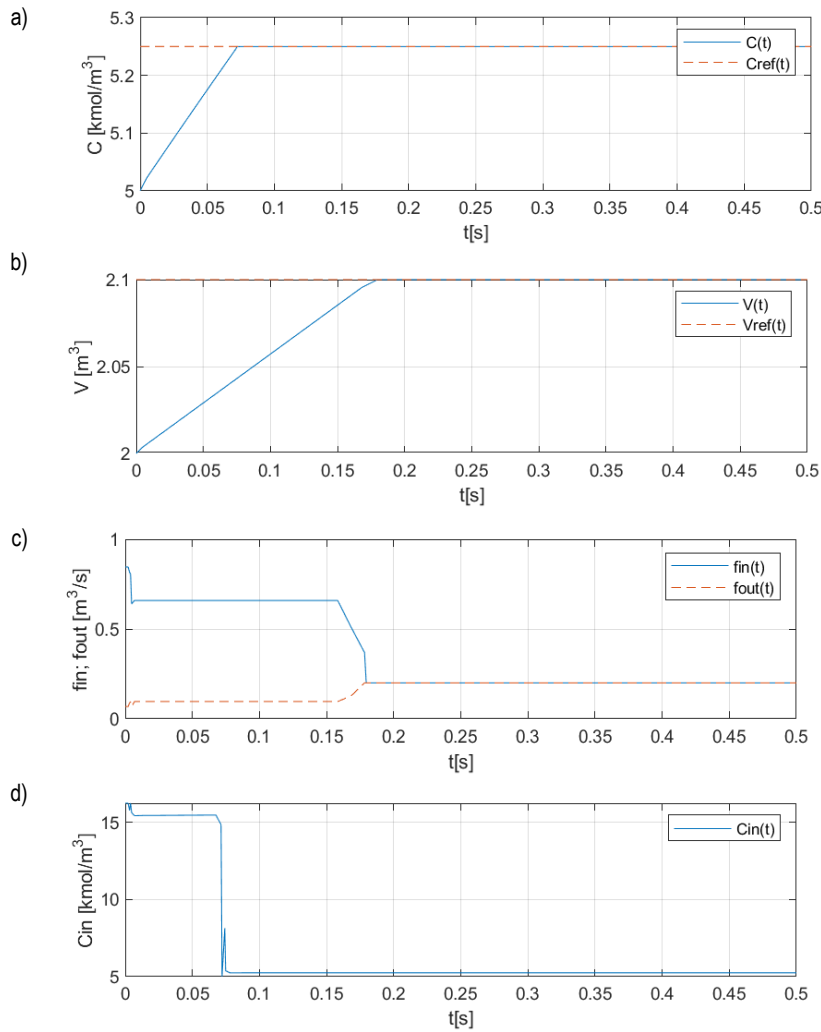 a)
5.3
5.2
5.1
5
C [kmol/m³]
C(t)
Cref(t)
0 0.05 0.1 0.15 0.2 0.25 0.3 0.35 0.4 0.45 0.5
t[s]
b)
2.1
2.05
2
V [m³]
V(t)
Vref(t)
0 0.05 0.1 0.15 0.2 0.25 0.3 0.35 0.4 0.45 0.5
t[s]
c)
1
0.5
0
fin; fout [m³/s]
fin(t)
fout(t)
0 0.05 0.1 0.15 0.2 0.25 0.3 0.35 0.4 0.45 0.5
t[s]
d)
15
10
5
Cin [kmol/m³]
Cin(t)
0 0.05 0.1 0.15 0.2 0.25 0.3 0.35 0.4 0.45 0.5
t[s]